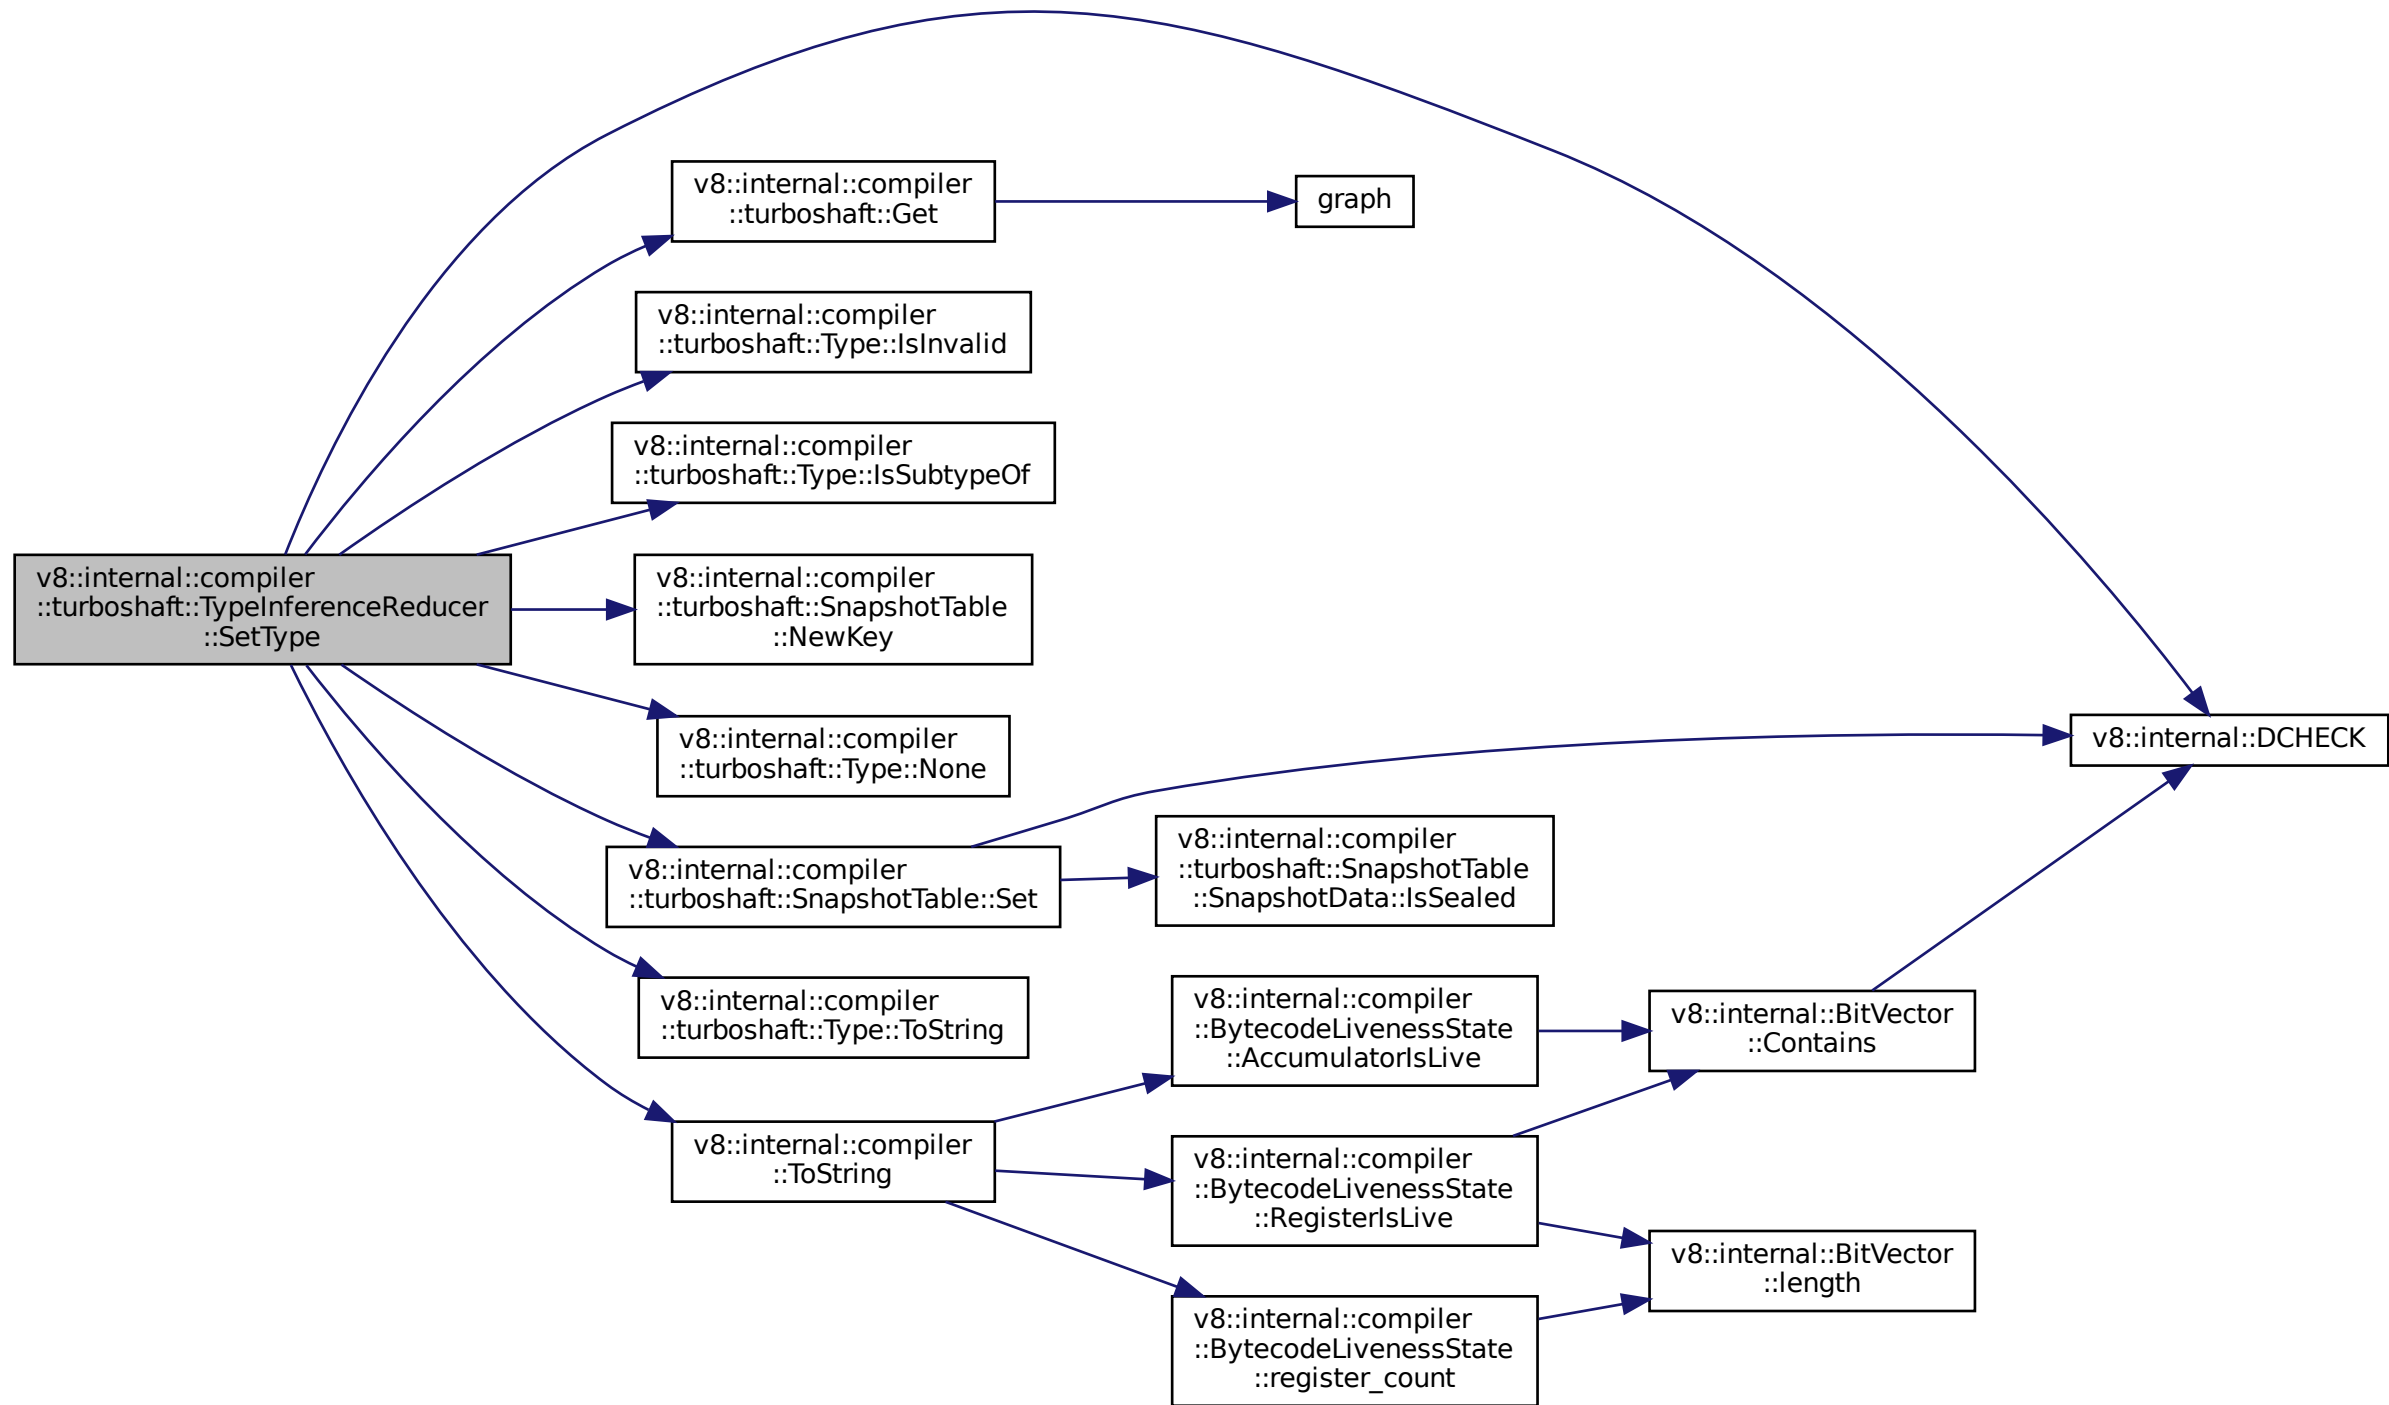 v8::internal::compiler
::turboshaft::TypeInferenceReducer
::SetType
v8::internal::compiler
::turboshaft::Get
graph
v8::internal::compiler
::turboshaft::Type::IsInvalid
v8::internal::compiler
::turboshaft::Type::IsSubtypeOf
v8::internal::compiler
::turboshaft::SnapshotTable
::NewKey
v8::internal::compiler
::turboshaft::Type::None
v8::internal::compiler
::turboshaft::SnapshotTable::Set
v8::internal::compiler
::turboshaft::SnapshotTable
::SnapshotData::IsSealed
v8::internal::DCHECK
v8::internal::compiler
::turboshaft::Type::ToString
v8::internal::compiler
::ToString
v8::internal::compiler
::BytecodeLivenessState
::AccumulatorIsLive
v8::internal::compiler
::BytecodeLivenessState
::RegisterIsLive
v8::internal::compiler
::BytecodeLivenessState
::register_count
v8::internal::BitVector
::Contains
v8::internal::BitVector
::length